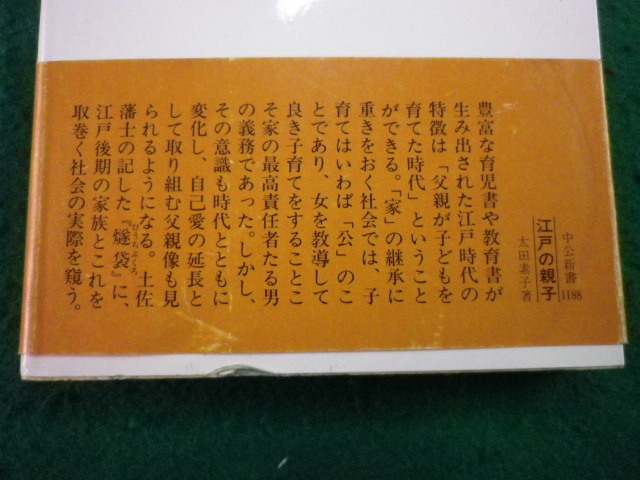 中公新書 1188
江戸の親子
太田素子著
豊富な育児書や教育書が
生み出された江戸時代の
特徴は「父親が子どもを
育てた時代」ということ
ができる。「家」の継承に
重きをおく社会では、子
育てはいわば「公」のこ
とであり、女を教導して
良き子育てをすることこ
そ家の最高責任者たる男
の義務であった。しかし、
その意識も時代とともに
変化し、自己愛の延長と
して取り組む父親像も見
られるようになる。土佐
藩士の記した『燧袋』に、
ひうちぶくろ
江戸後期の家族とこれを
取巻く社会の実際を窺う。